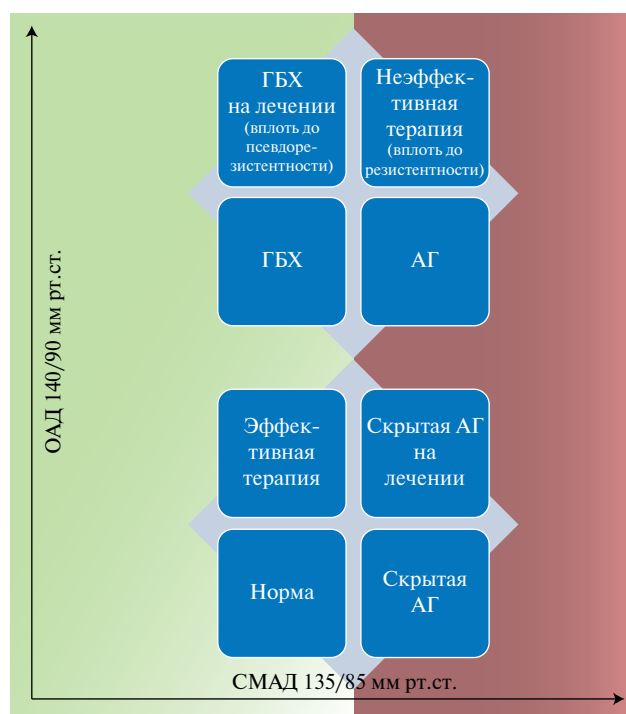 ГБХ
на лечении
(вплоть до
псевдоре-
зистентности)
Неэффек-
тивная
терапия
(вплоть до
резистентности)
ГБХ
АГ
ОАД 140/90 мм рт.ст.
Эффек-
тивная
терапия
Скрытая АГ
на
лечении
Норма
Скрытая
АГ
СМАД 135/85 мм рт.ст.